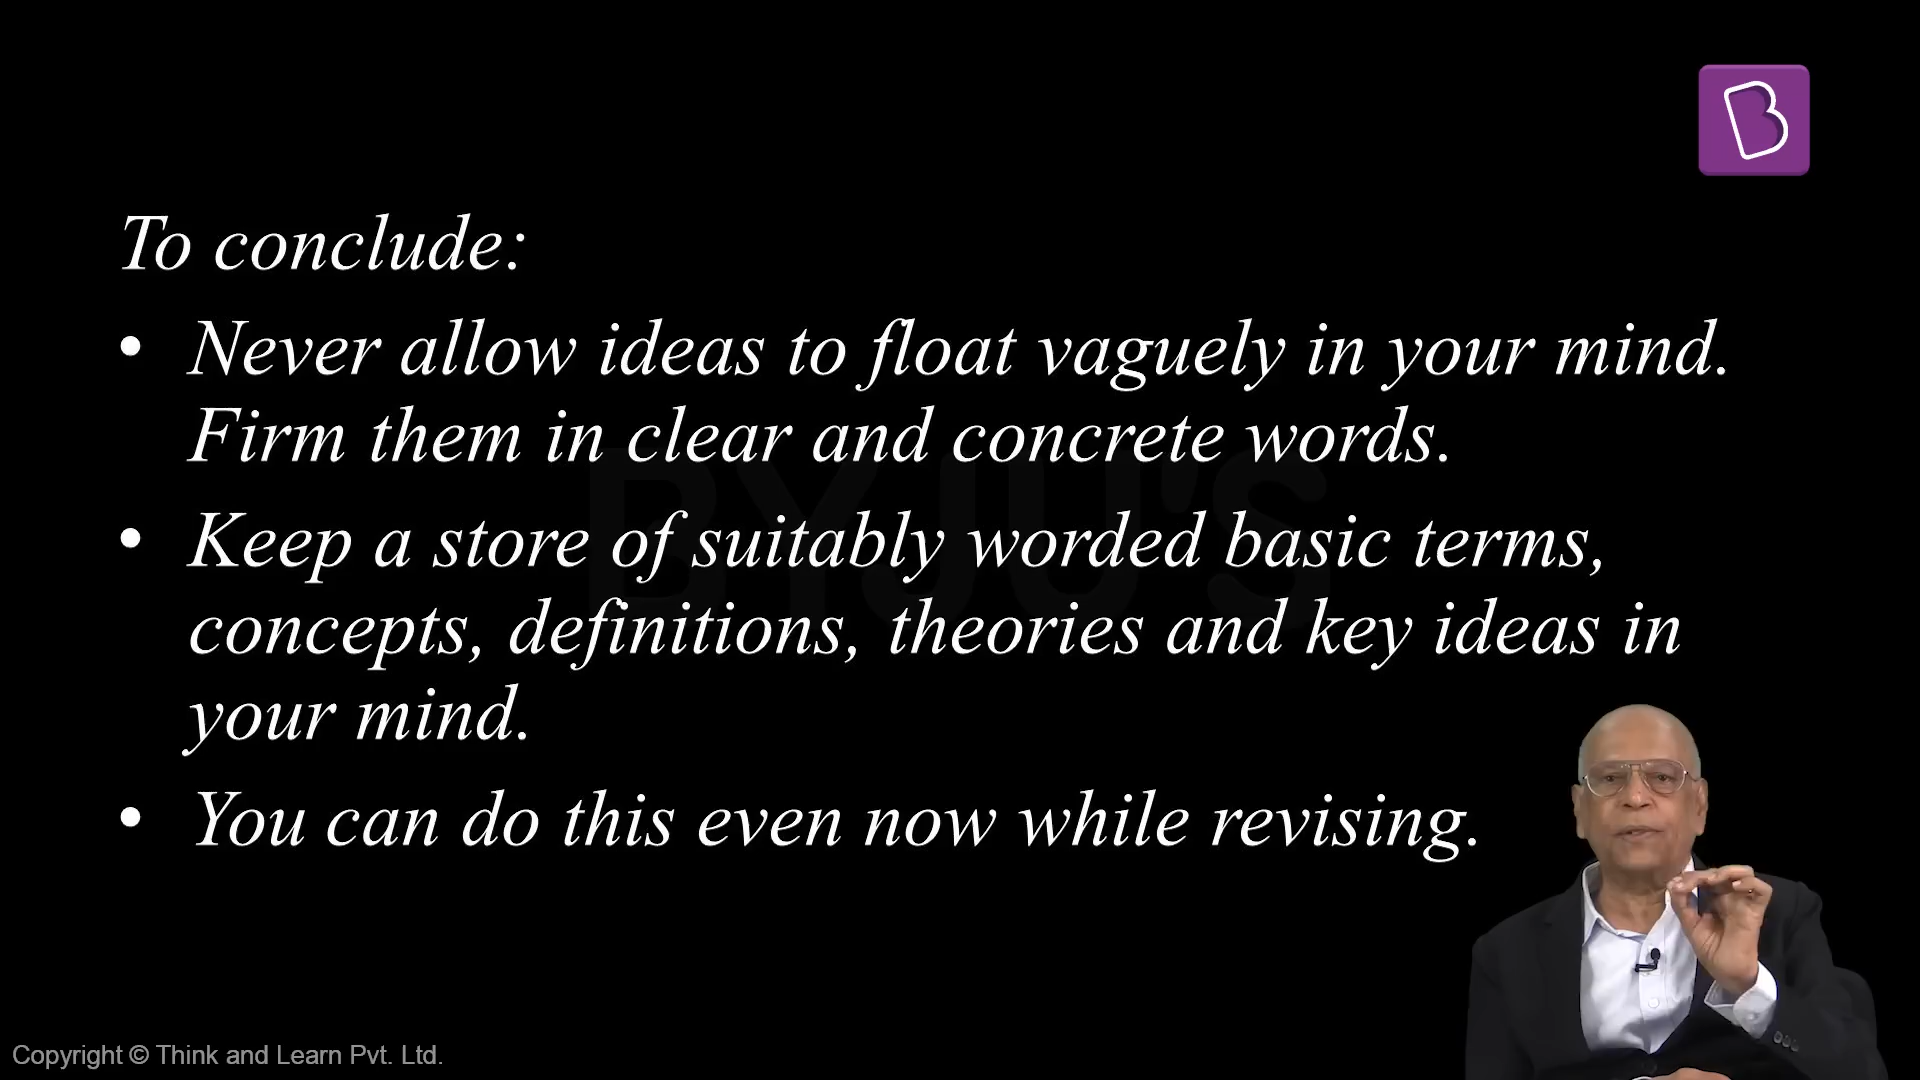 To conclude:
• Never allow ideas to float vaguely in your mind.
Firm them in clear and concrete words.
• Keep a store of suitably worded basic terms,
concepts, definitions, theories and key ideas in
your mind.
• You can do this even now while revising.
BYJU'S
Copyright © Think and Learn Pvt. Ltd.